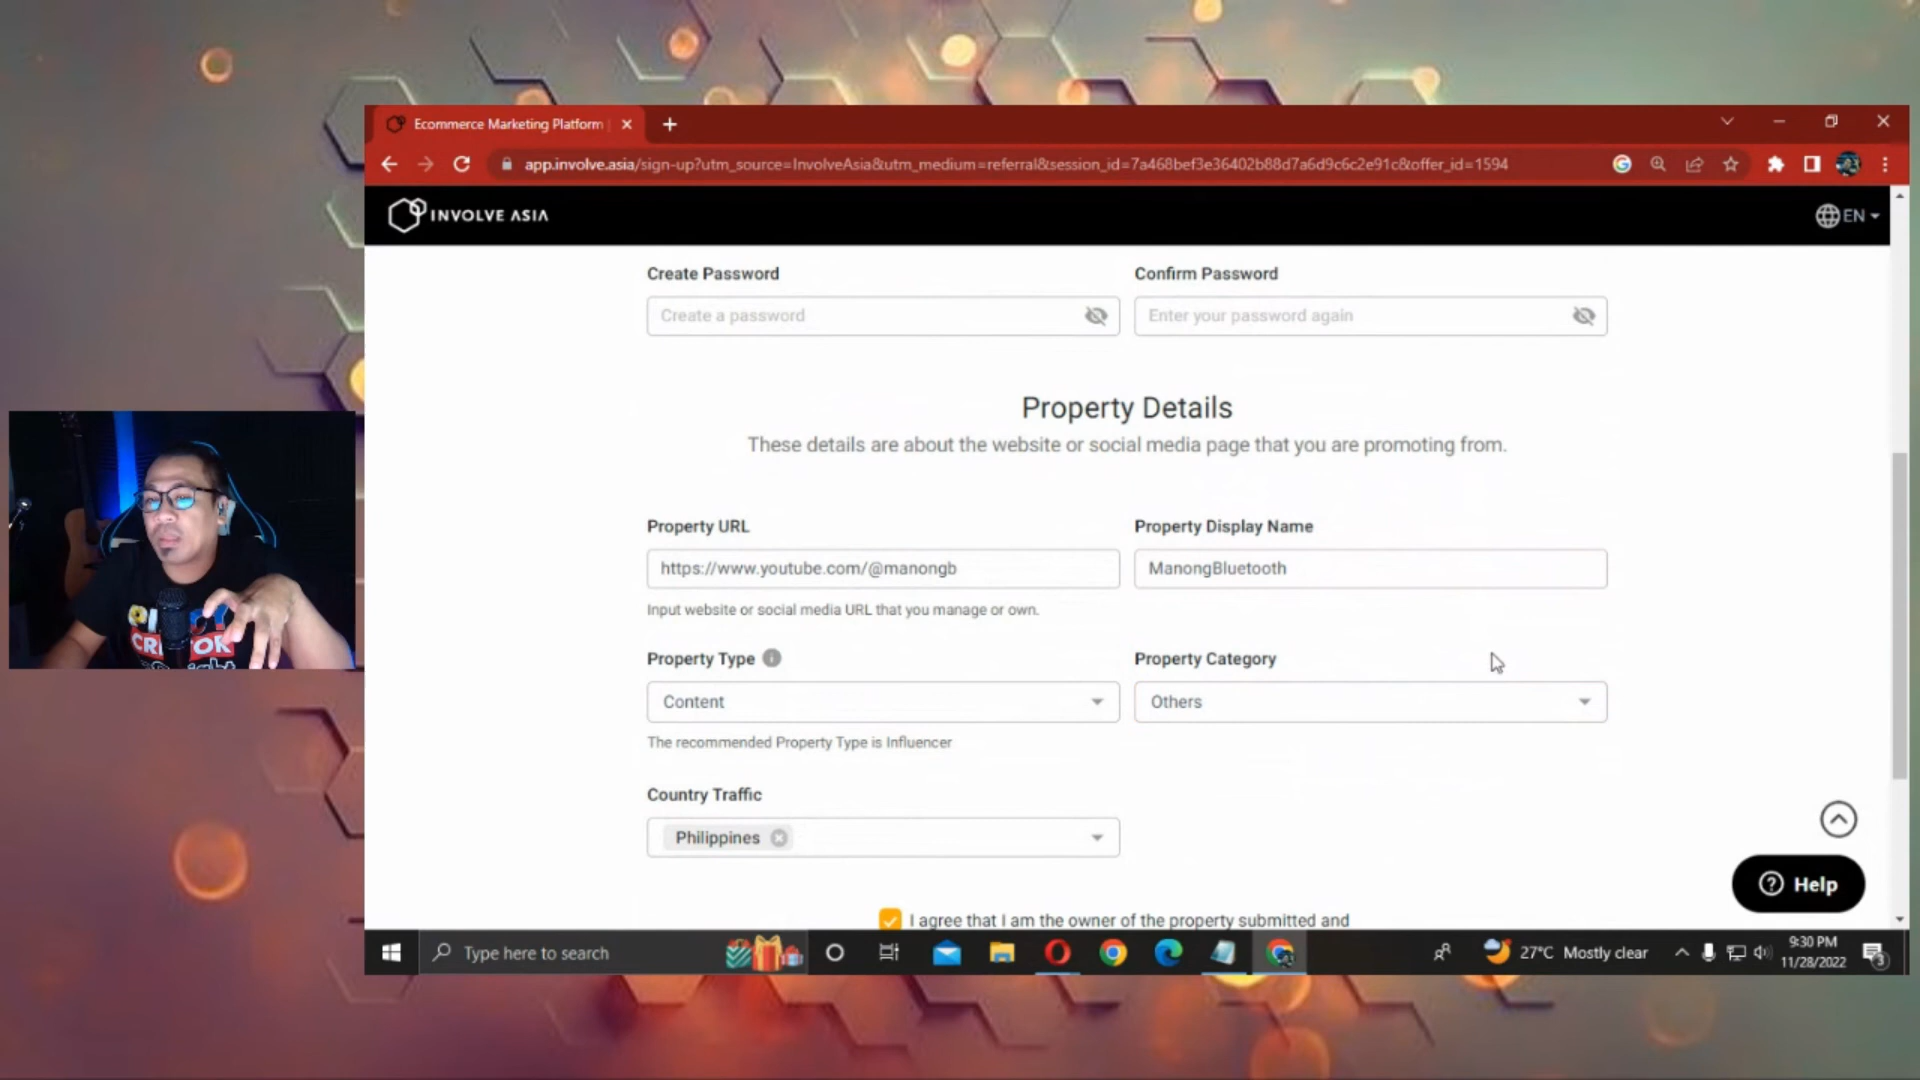 Ecommerce Marketing Platform
app.involve.asia/sign-up?utm_source=InvolveAsia&utm_medium=referral&session_id=7a468bef3e36402b88d7a6d9c6c2e91c&offer_id=1594
INVOLVE ASIA
EN
Create Password
Confirm Password
Create a password
Enter your password again
Property Details
These details are about the website or social media page that you are promoting from.
Property URL
Property Display Name
https://www.youtube.com/@manongb
ManongBluetooth
Input website or social media URL that you manage or own.
Property Type
Property Category
Content
Others
The recommended Property Type is Influencer
Country Traffic
Philippines
Help
I agree that I am the owner of the property submitted and
Type here to search
27°C Mostly clear
9:30 PM
11/28/2022
3